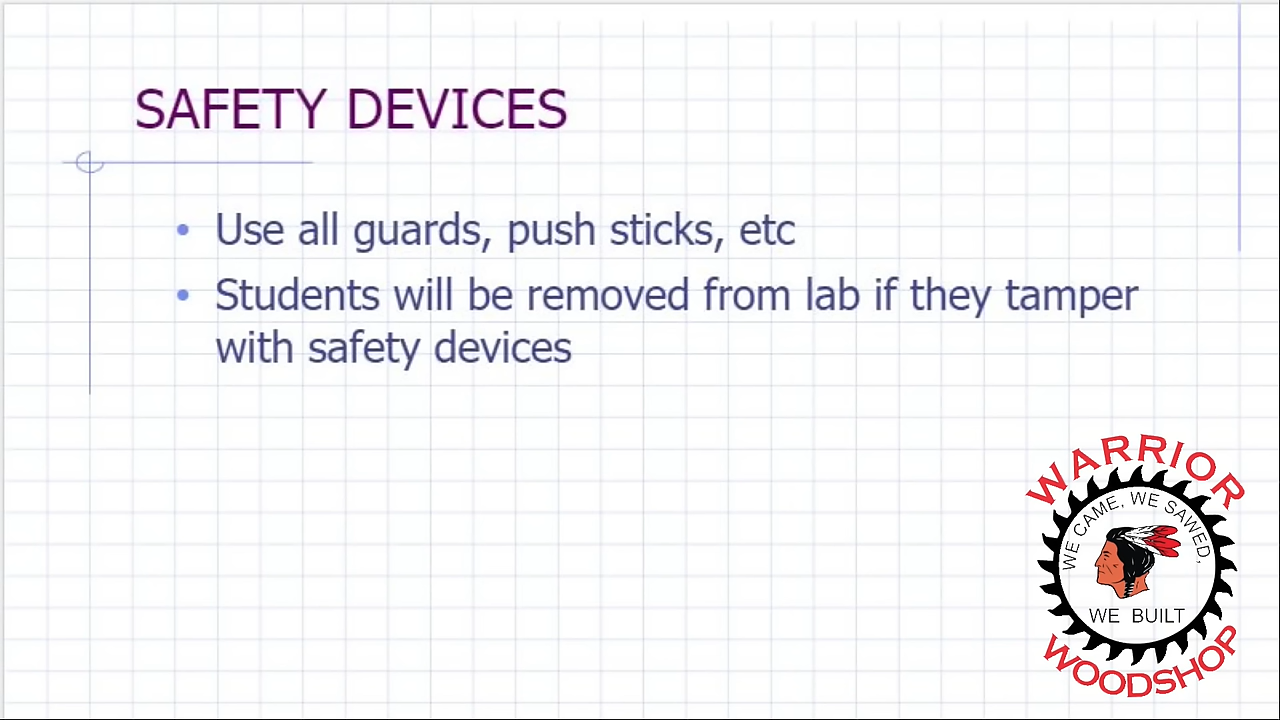 SAFETY DEVICES
Use all guards, push sticks, etc
Students will be removed from lab if they tamper
with safety devices
WARRIOR
WE CAME, WE SAWED,
WE BUILT
WOODSHOP